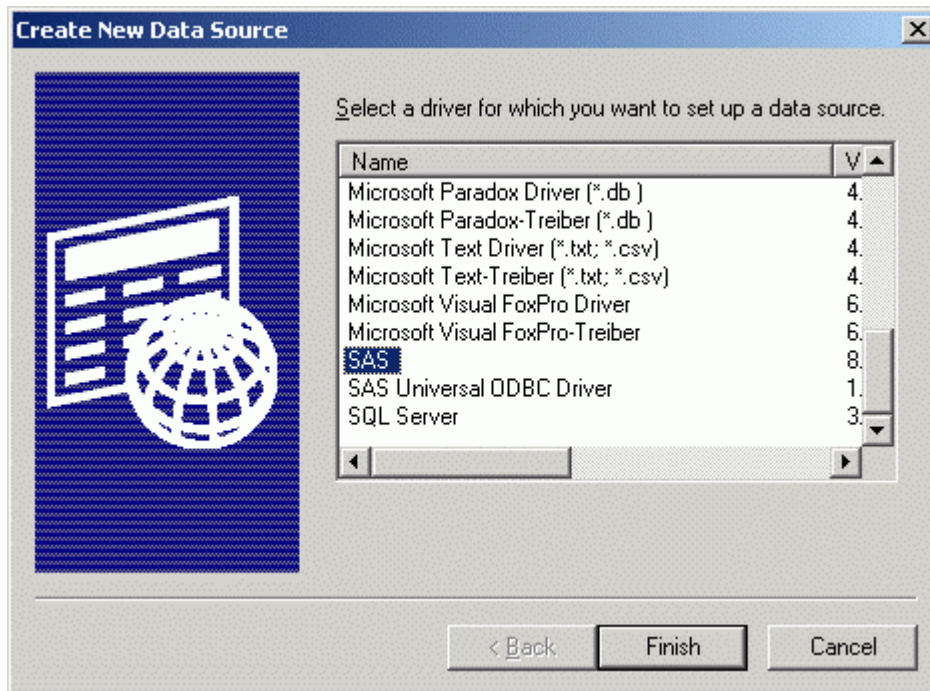 Create New Data Source
Select a driver for which you want to set up a data source.
Name V
Microsoft Paradox Driver (*.db ) 4.
Microsoft Paradox-Treiber (*.db ) 4.
Microsoft Text Driver (*.txt; *.csv) 4.
Microsoft Text-Treiber (*.txt; *.csv) 4.
Microsoft Visual FoxPro Driver 6.
Microsoft Visual FoxPro-Treiber 6.
SAS 8.
SAS Universal ODBC Driver 1.
SQL Server 3.
< Back Finish Cancel